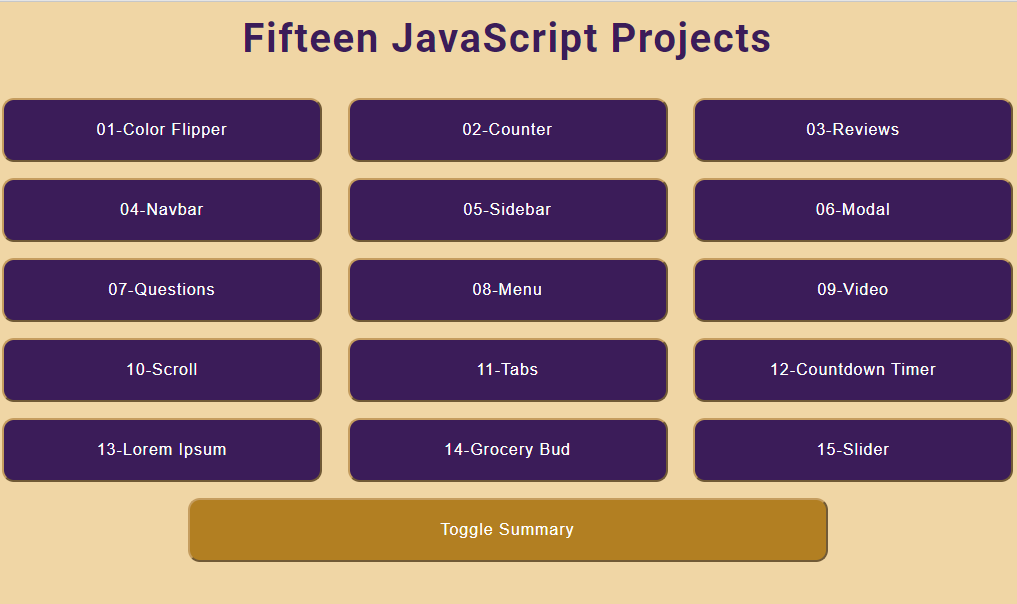 Fifteen JavaScript Projects
01-Color Flipper
02-Counter
03-Reviews
04-Navbar
05-Sidebar
06-Modal
07-Questions
08-Menu
09-Video
10-Scroll
11-Tabs
12-Countdown Timer
13-Lorem Ipsum
14-Grocery Bud
15-Slider
Toggle Summary